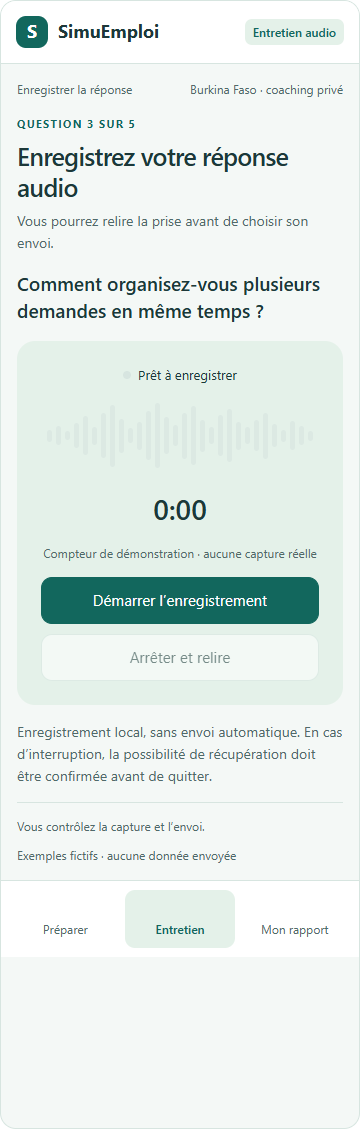 S
SimuEmploi
Entretien audio
Enregistrer la réponse
Burkina Faso · coaching privé
QUESTION 3 SUR 5
Enregistrez votre réponse
audio
Vous pourrez relire la prise avant de choisir son
envoi.
Comment organisez-vous plusieurs
demandes en même temps ?
Prêt à enregistrer
0:00
Compteur de démonstration · aucune capture réelle
Démarrer l’enregistrement
Arrêter et relire
Enregistrement local, sans envoi automatique. En cas
d’interruption, la possibilité de récupération doit
être confirmée avant de quitter.
Vous contrôlez la capture et l’envoi.
Exemples fictifs · aucune donnée envoyée
Préparer
Entretien
Mon rapport